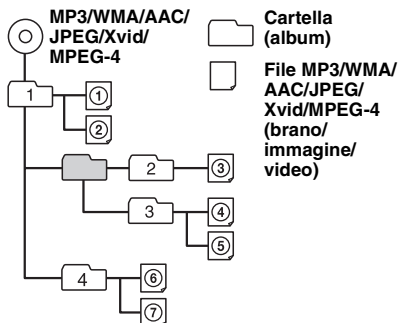 MP3/WMA/AAC/
JPEG/Xvid/
MPEG-4
Cartella
(album)
File MP3/WMA/
AAC/JPEG/
Xvid/MPEG-4
(brano/
immagine/
video)
1
①
②
2
③
3
④
⑤
4
⑥
⑦